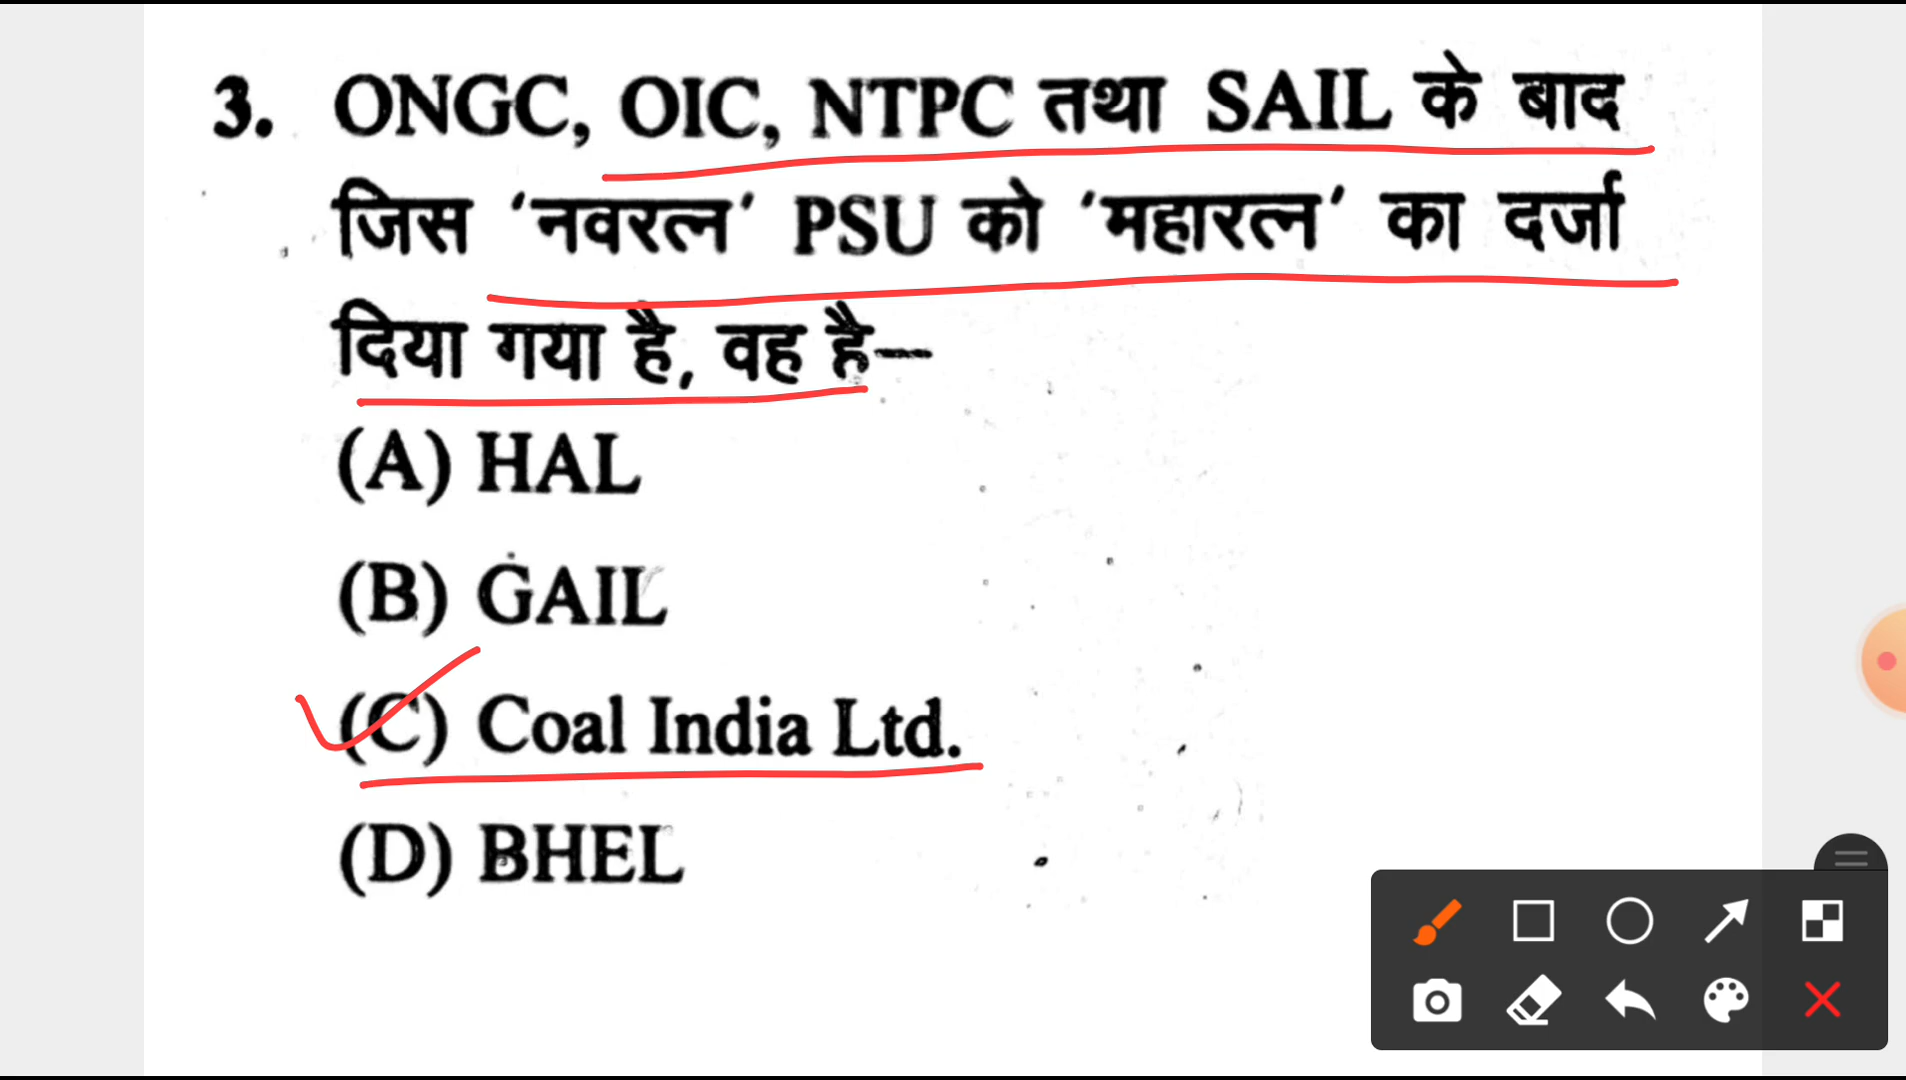 3. ONGC, OIC, NTPC तथा SAIL के बाद
जिस ‘नवरत्न’ PSU को ‘महारत्न’ का दर्जा
दिया गया है, वह है—
(A) HAL
(B) GAIL
(C) Coal India Ltd.
(D) BHEL